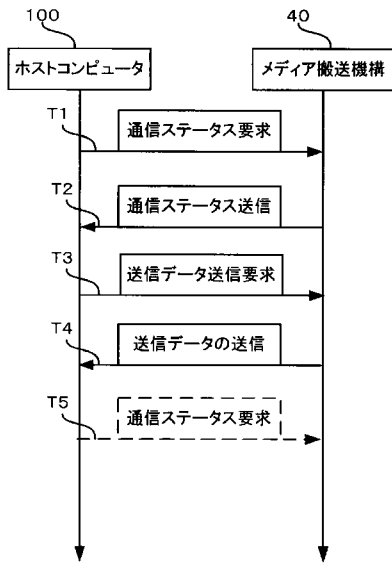 100
40
ホストコンピュータ
メディア搬送機構
T1
通信ステータス要求
T2
通信ステータス送信
T3
送信データ送信要求
T4
送信データの送信
T5
通信ステータス要求